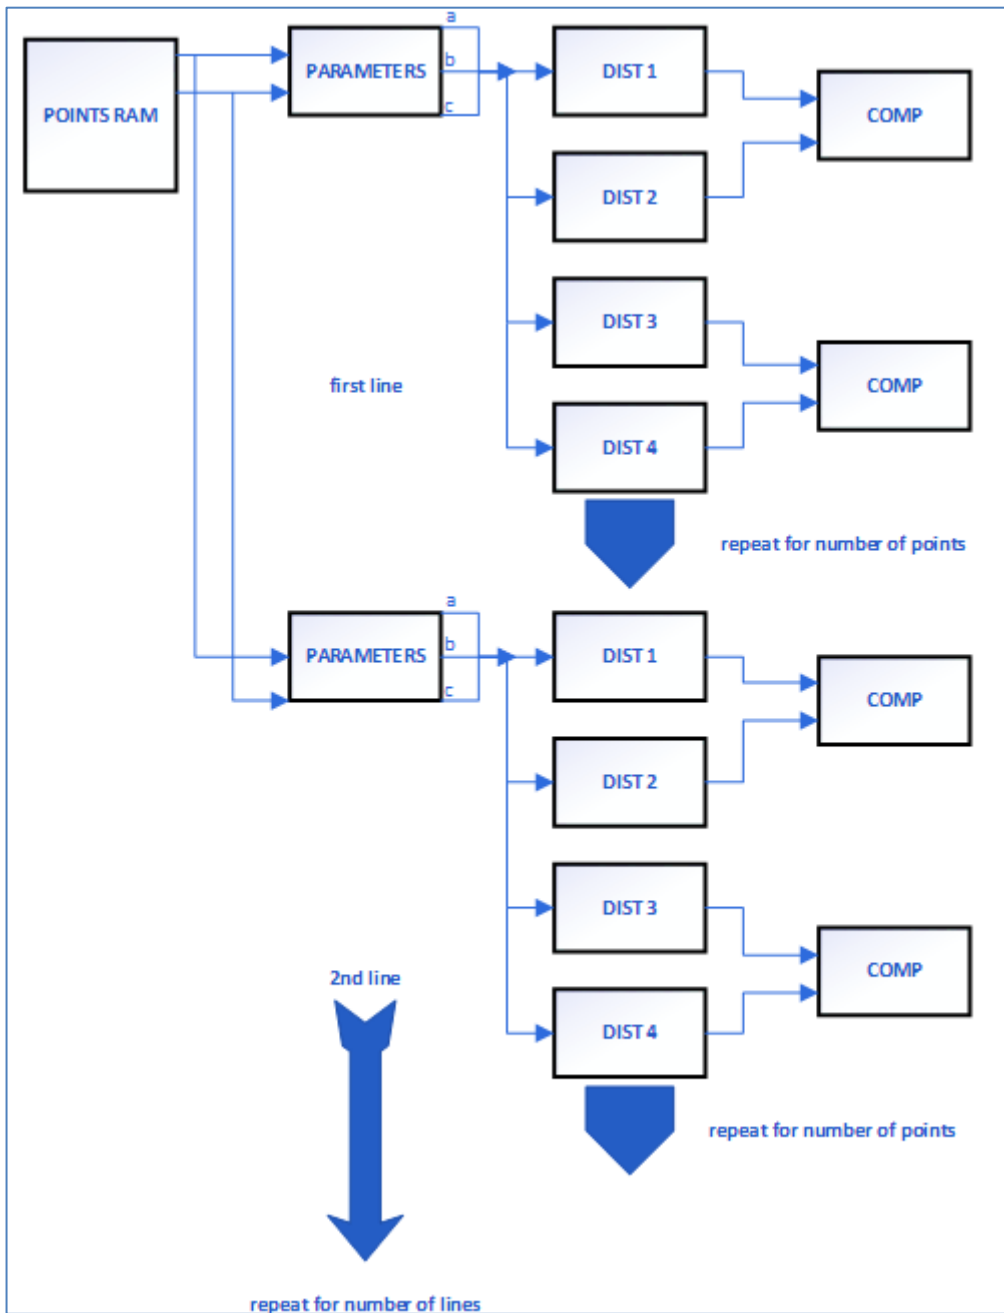 a
POINTS RAM
PARAMETERS
b
c
DIST 1
COMP
DIST 2
DIST 3
first line
COMP
DIST 4
repeat for number of points
a
PARAMETERS
b
c
DIST 1
COMP
DIST 2
DIST 3
2nd line
COMP
DIST 4
repeat for number of points
repeat for number of lines